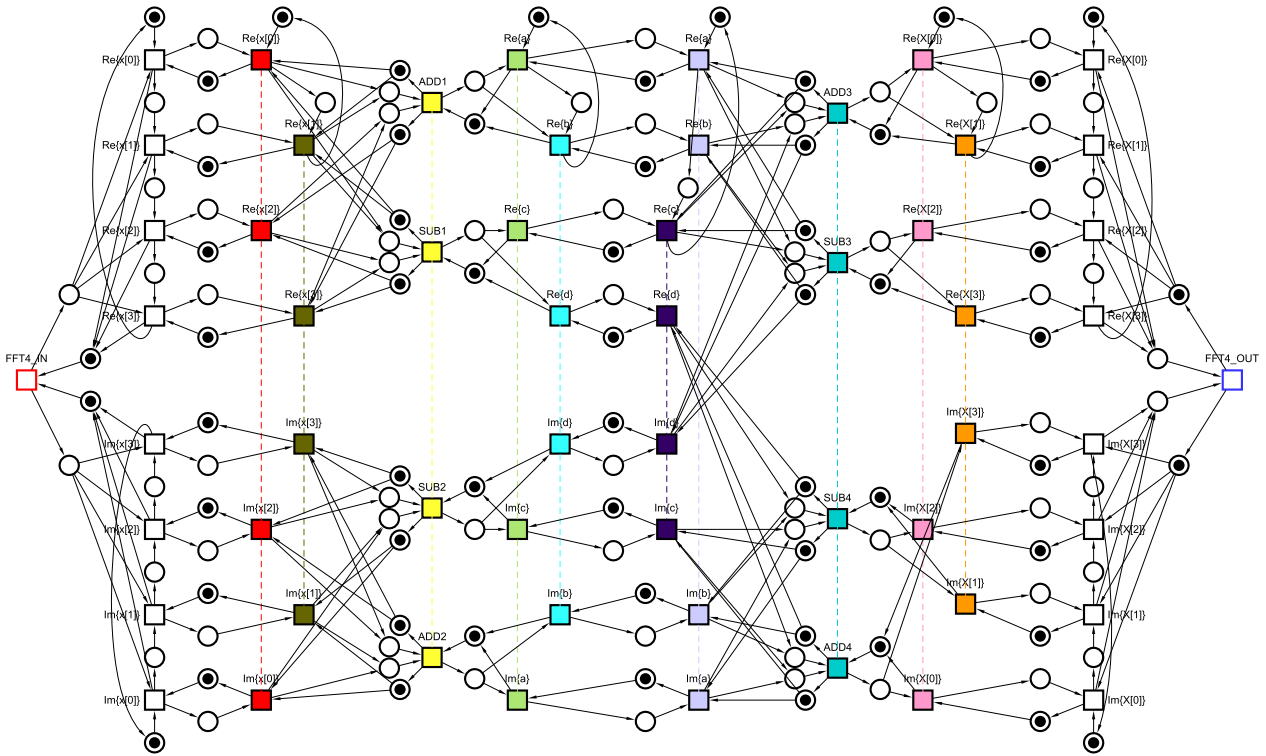 Re{x[0]} Re{x[0]} Re{a} Re{a} Re{X[0]} Re{X[0]}
ADD1 ADD3
Re{x[1]} Re{x[1]} Re{b} Re{b} Re{X[1]} Re{X[1]}
Re{x[2]} Re{x[2]} Re{c} Re{c} Re{X[2]} Re{X[2]}
SUB1 SUB3
Re{x[3]} Re{x[3]} Re{d} Re{d} Re{X[3]} Re{X[3]}
FFT4_IN FFT4_OUT
Im{x[3]} Im{x[3]} Im{d} Im{d} Im{X[3]} Im{X[3]}
SUB2 SUB4
Im{x[2]} Im{x[2]} Im{c} Im{c} Im{X[2]} Im{X[2]}
Im{x[1]} Im{x[1]} Im{b} Im{b} Im{X[1]} Im{X[1]}
ADD2 ADD4
Im{x[0]} Im{x[0]} Im{a} Im{a} Im{X[0]} Im{X[0]}